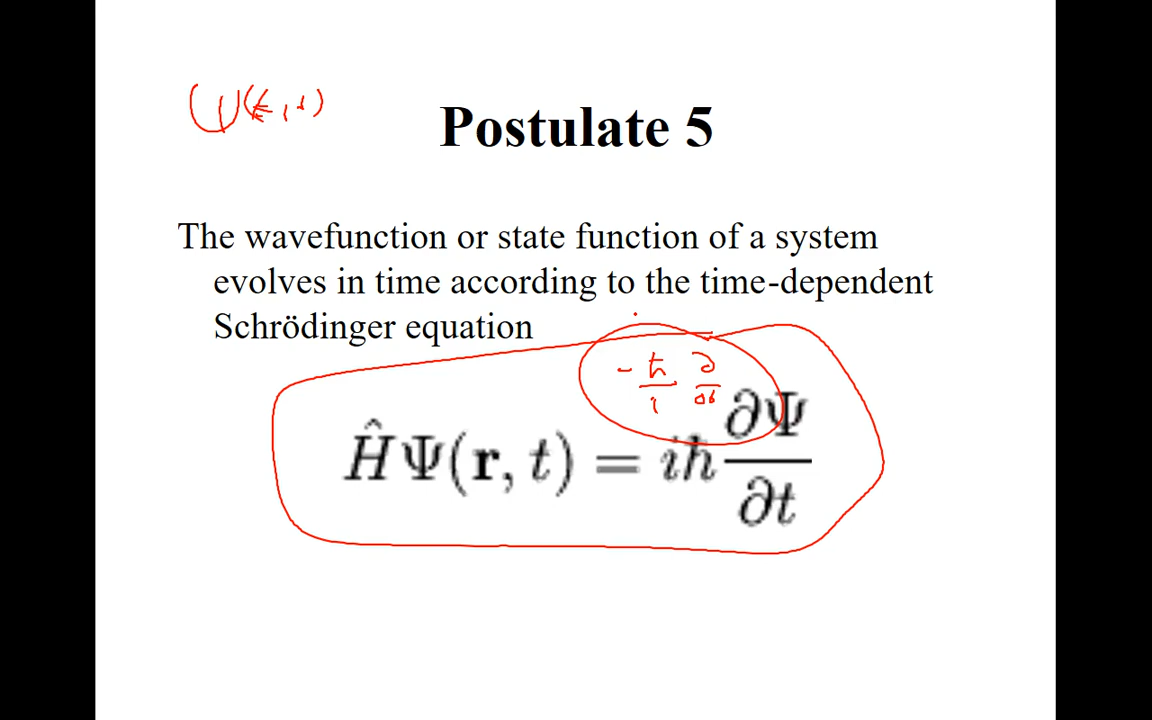 Ψ(r,t)
Postulate 5
The wavefunction or state function of a system
evolves in time according to the time-dependent
Schrödinger equation
-ħ/i ∂/∂t
ĤΨ(r, t) = iħ ∂Ψ/∂t